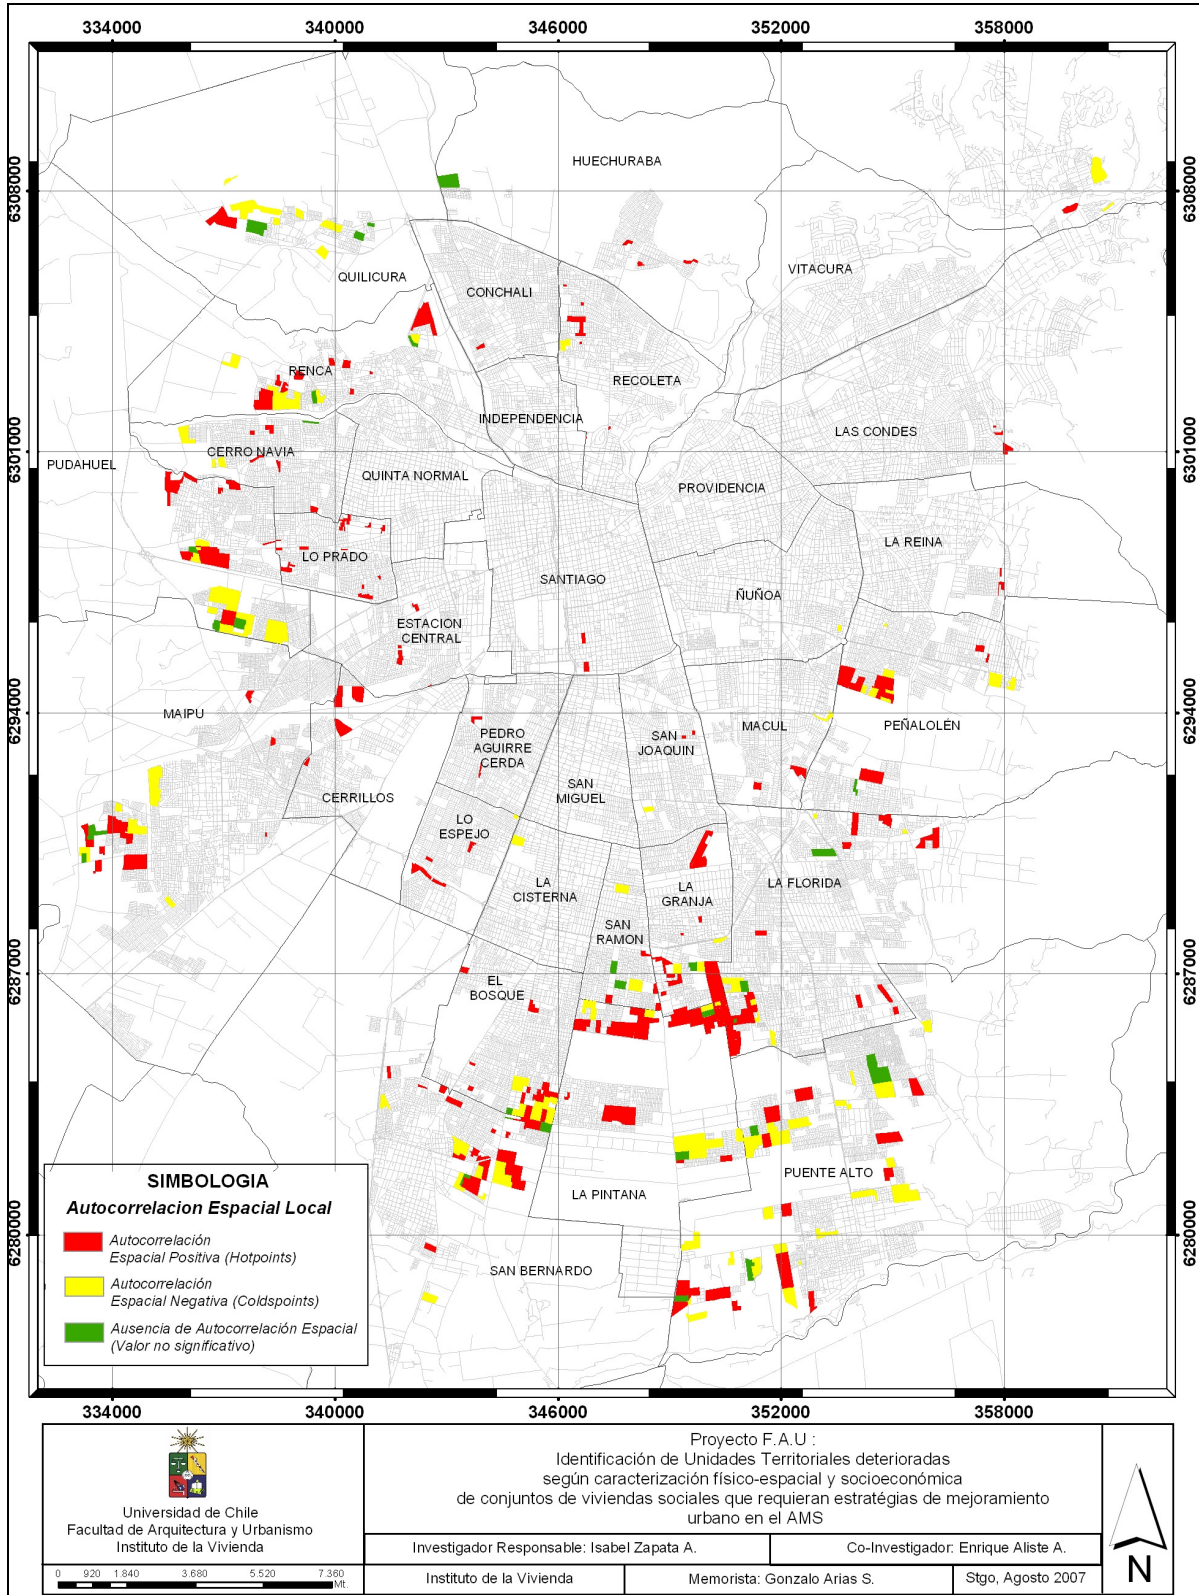 334000 340000 346000 352000 358000
6308000 6308000
HUECHURABA
VITACURA
QUILICURA
CONCHALI
RENCA
RECOLETA
INDEPENDENCIA
LAS CONDES
6301000 6301000
CERRO NAVIA
PUDAHUEL
QUINTA NORMAL
PROVIDENCIA
LA REINA
LO PRADO
SANTIAGO
ÑUÑOA
ESTACION
CENTRAL
6294000 6294000
MAIPU
PEDRO
AGUIRRE
CERDA
SAN
JOAQUIN
MACUL
PEÑALOLÉN
CERRILLOS
SAN
MIGUEL
LO
ESPEJO
LA
CISTERNA
LA
GRANJA
LA FLORIDA
SAN
RAMON
6287000 6287000
EL
BOSQUE
PUENTE ALTO
LA PINTANA
6280000 6280000
SAN BERNARDO
SIMBOLOGIA
Autocorrelacion Espacial Local
Autocorrelación
Espacial Positiva (Hotpoints)
Autocorrelación
Espacial Negativa (Coldspoints)
Ausencia de Autocorrelación Espacial
(Valor no significativo)
334000 340000 346000 352000 358000
Universidad de Chile
Facultad de Arquitectura y Urbanismo
Instituto de la Vivienda
0 920 1.840 3.680 5.520 7.360
Mt.
Proyecto F.A.U :
Identificación de Unidades Territoriales deterioradas
según caracterización físico-espacial y socioeconómica
de conjuntos de viviendas sociales que requieran estratégias de mejoramiento
urbano en el AMS
Investigador Responsable: Isabel Zapata A.
Co-Investigador: Enrique Aliste A.
Instituto de la Vivienda
Memorista: Gonzalo Arias S.
Stgo, Agosto 2007
N